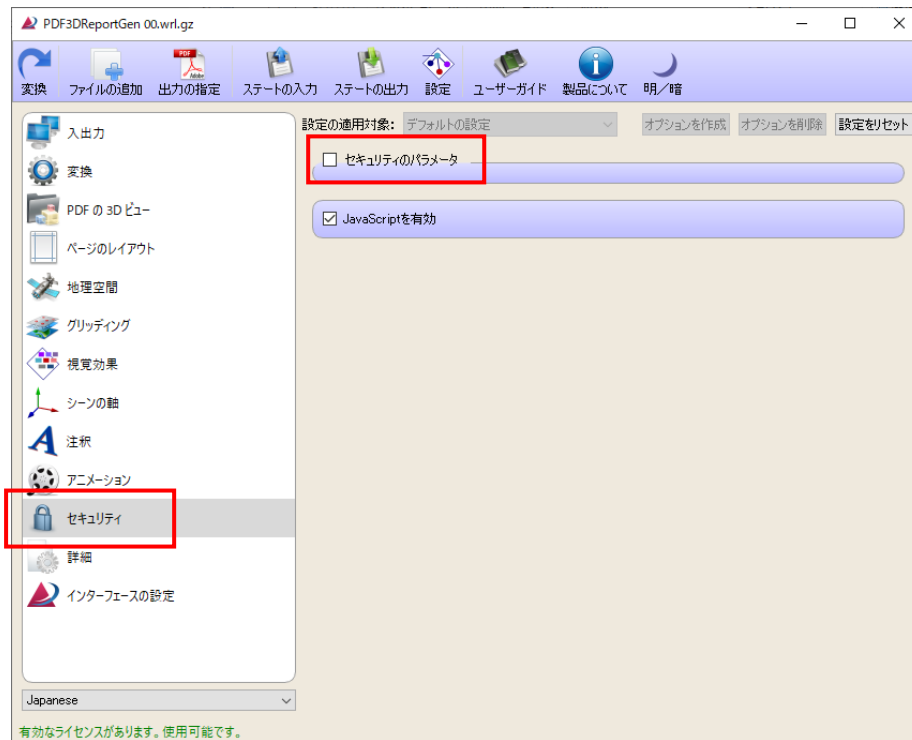 PDF3DReportGen 00.wrl.gz
変換 ファイルの追加 出力の指定 ステートの入力 ステートの出力 設定 ユーザーガイド 製品について 明／暗
設定の適用対象: デフォルトの設定 オプションを作成 オプションを削除 設定をリセット
セキュリティのパラメータ
JavaScriptを有効
入出力
変換
PDF の 3D ビュー
ページのレイアウト
地理空間
グリッディング
視覚効果
シーンの軸
注釈
アニメーション
セキュリティ
詳細
インターフェースの設定
Japanese
有効なライセンスがあります。使用可能です。